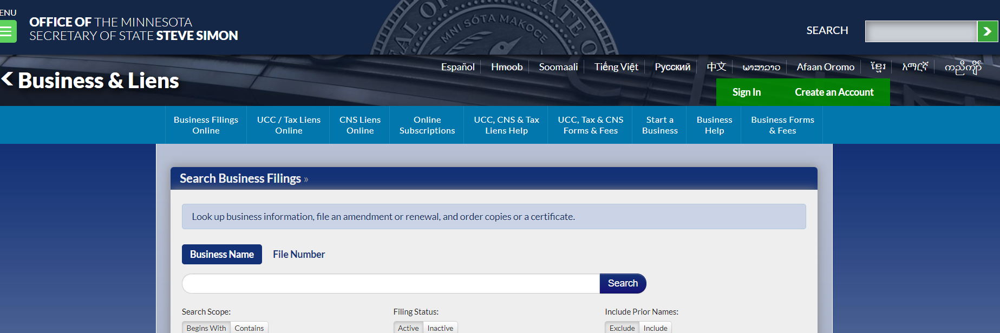 ENU
OFFICE OF THE MINNESOTA
SECRETARY OF STATE STEVE SIMON
MNI SÓTA MAKOCE
SEARCH
Español Hmoob Soomaali Tiếng Việt Русский 中文 ພາສາລາວ Afaan Oromo ខ្មែរ አማርኛ ကညီကျိာ်
Business & Liens
Sign In Create an Account
Business Filings Online
UCC / Tax Liens Online
CNS Liens Online
Online Subscriptions
UCC, CNS & Tax Liens Help
UCC, Tax & CNS Forms & Fees
Start a Business
Business Help
Business Forms & Fees
Search Business Filings »
Look up business information, file an amendment or renewal, and order copies or a certificate.
Business Name File Number
Search
Search Scope: Filing Status: Include Prior Names:
Begins With Contains Active Inactive Exclude Include